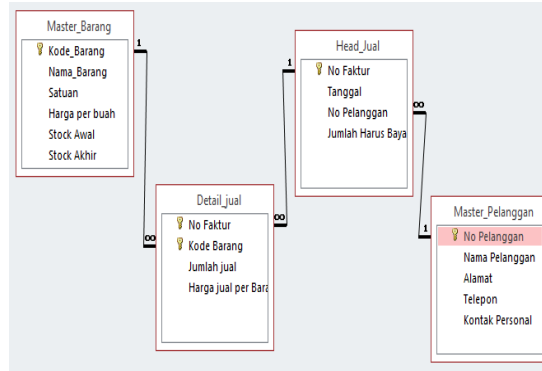 Master_Barang
Kode_Barang
Nama_Barang
Satuan
Harga per buah
Stock Awal
Stock Akhir
1
∞
Detail_jual
No Faktur
Kode Barang
Jumlah jual
Harga jual per Bara
∞
1
Head_Jual
No Faktur
Tanggal
No Pelanggan
Jumlah Harus Baya
∞
1
Master_Pelanggan
No Pelanggan
Nama Pelanggan
Alamat
Telepon
Kontak Personal